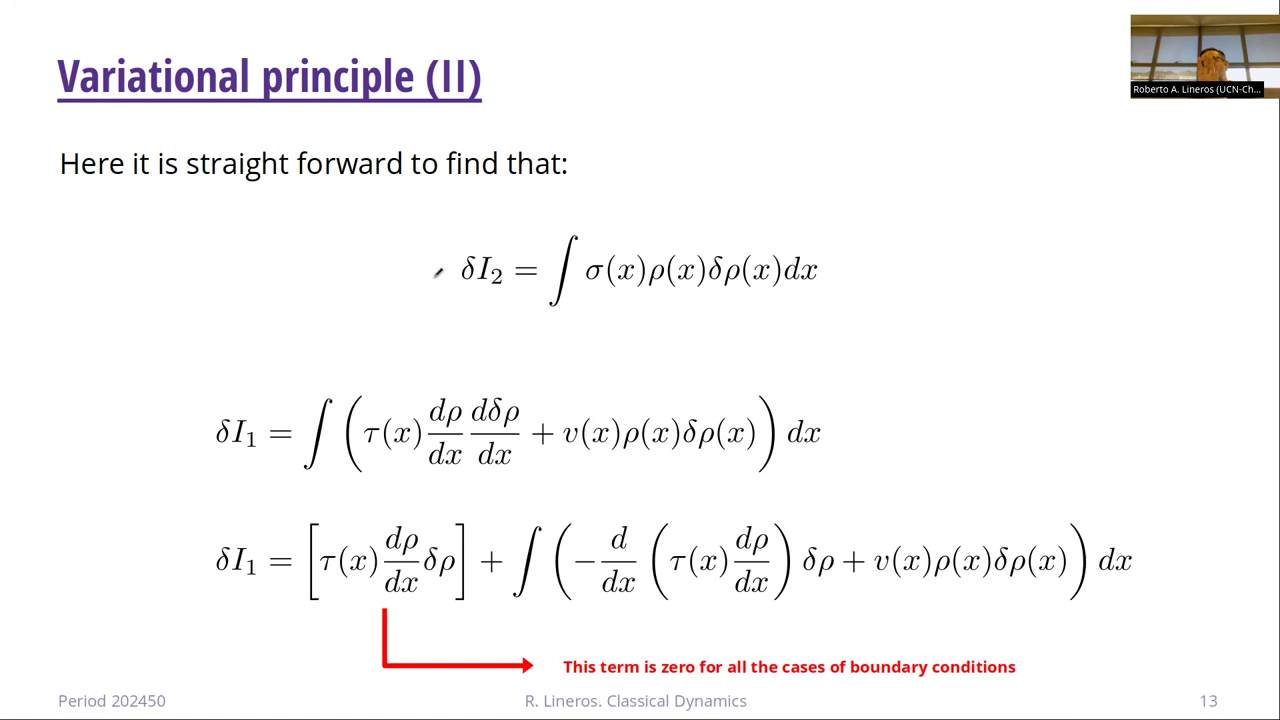 Variational principle (II)
Roberto A. Lineros (UCN-Ch...
Here it is straight forward to find that:
δI₂ = ∫ σ(x)ρ(x)δρ(x)dx
δI₁ = ∫ ( τ(x) dρ/dx dδρ/dx + v(x)ρ(x)δρ(x) ) dx
δI₁ = [ τ(x) dρ/dx δρ ] + ∫ ( − d/dx ( τ(x) dρ/dx ) δρ + v(x)ρ(x)δρ(x) ) dx
This term is zero for all the cases of boundary conditions
Period 202450
R. Lineros. Classical Dynamics
13